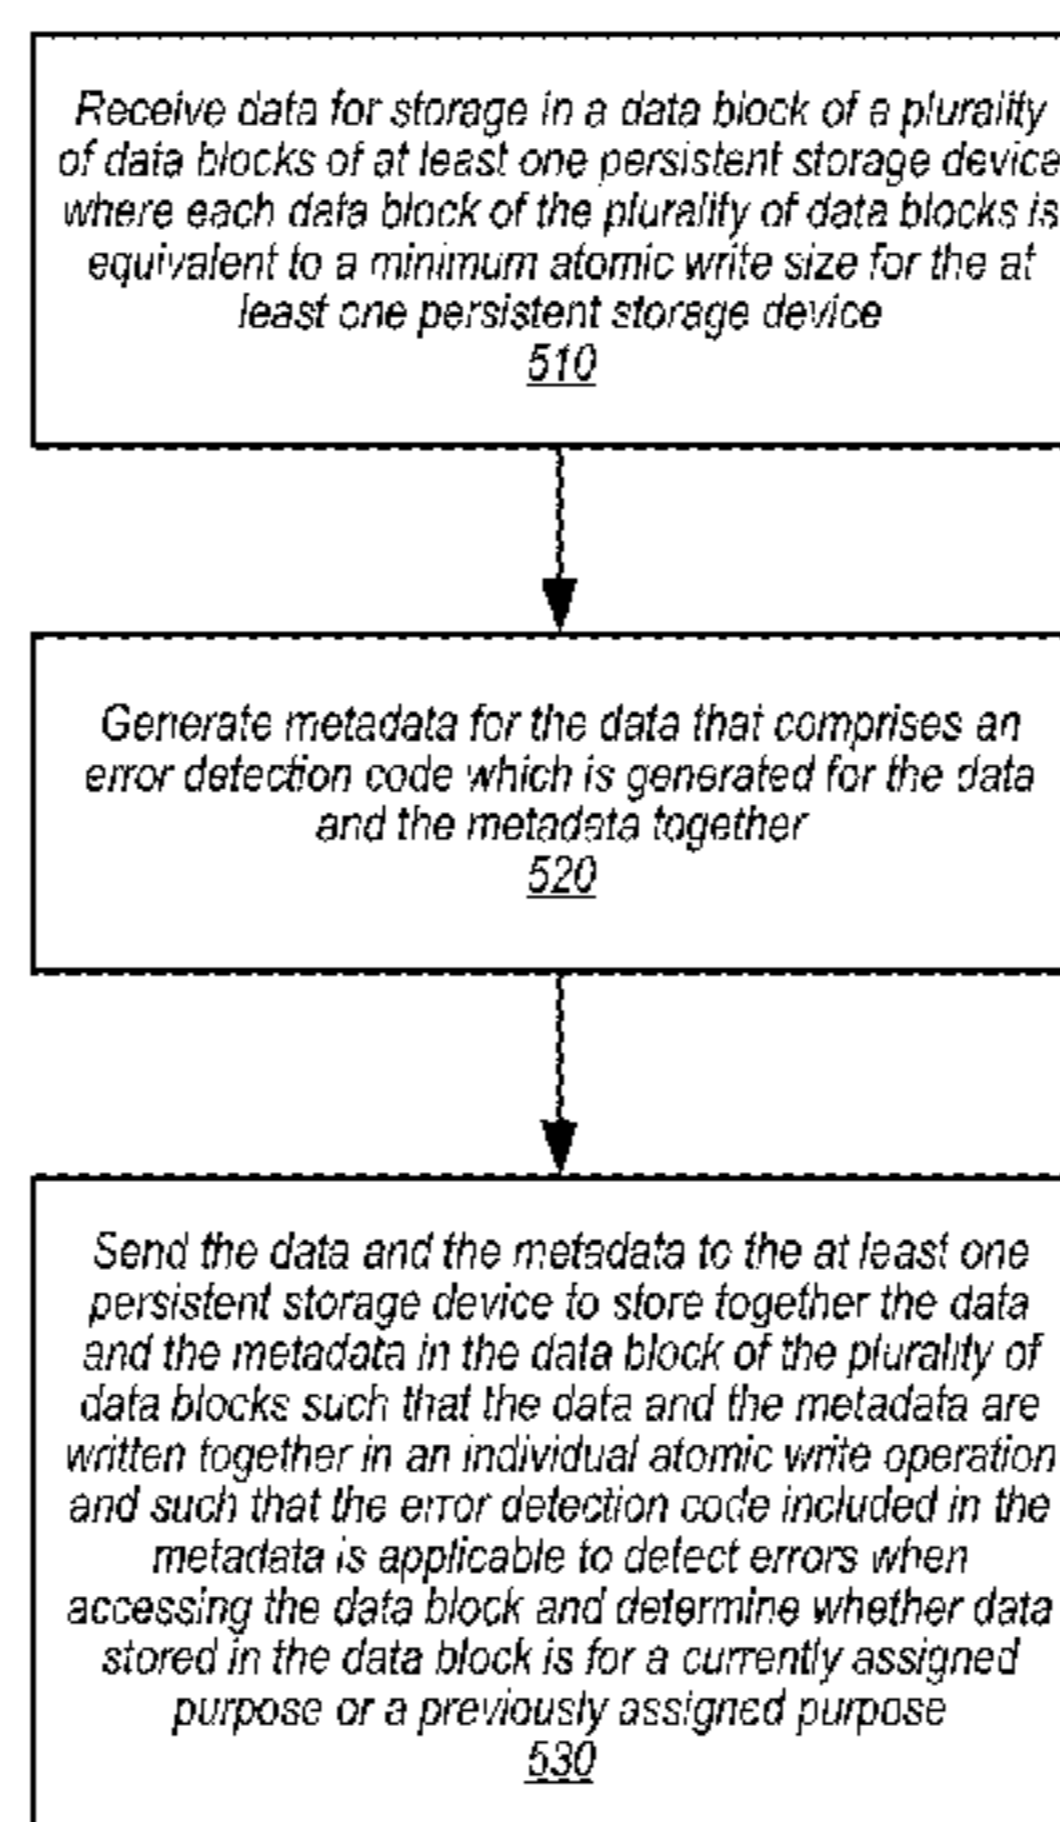 Receive data for storage in a data block of a plurality
of data blocks of at least one persistent storage device
where each data block of the plurality of data blocks is
equivalent to a minimum atomic write size for the at
least one persistent storage device
510
Generate metadata for the data that comprises an
error detection code which is generated for the data
and the metadata together
520
Send the data and the metadata to the at least one
persistent storage device to store together the data
and the metadata in the data block of the plurality of
data blocks such that the data and the metadata are
written together in an individual atomic write operation
and such that the error detection code included in the
metadata is applicable to detect errors when
accessing the data block and determine whether data
stored in the data block is for a currently assigned
purpose or a previously assigned purpose
530